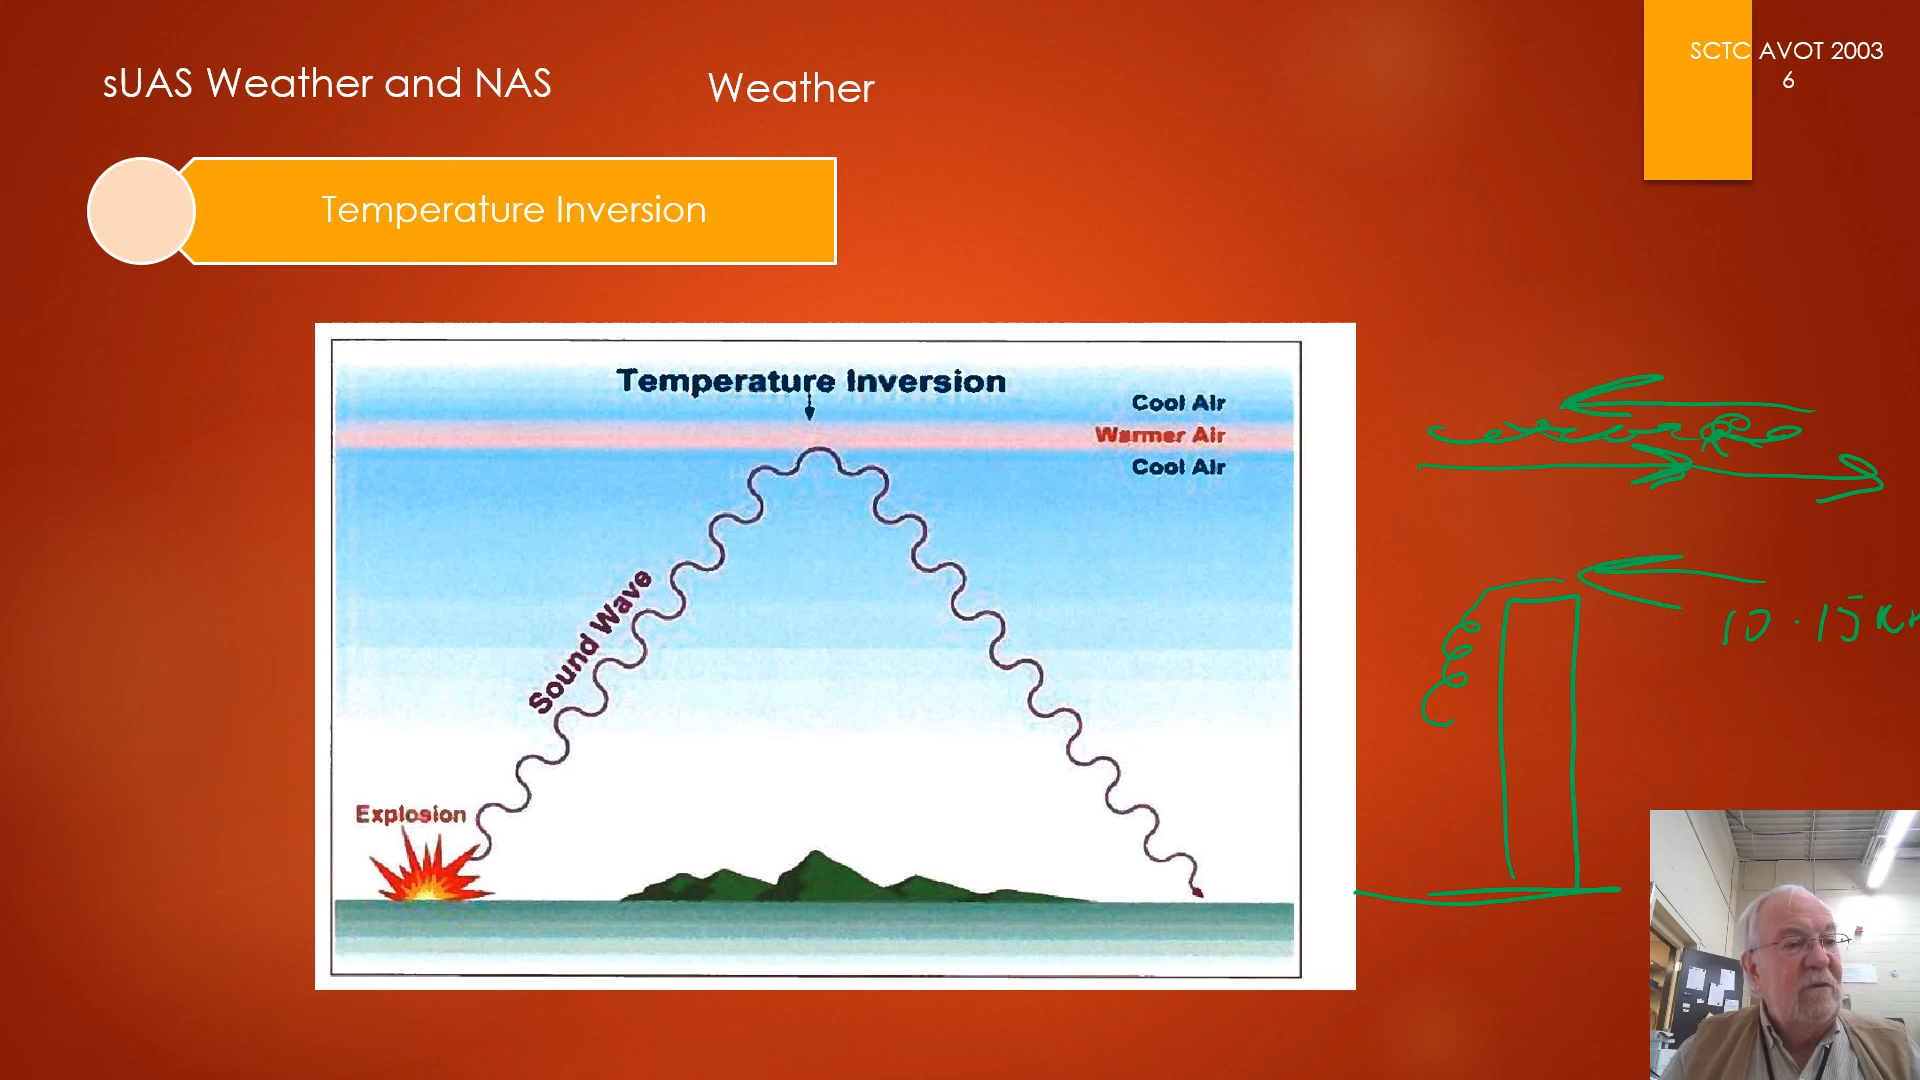 sUAS Weather and NAS
Weather
SCTC AVOT 2003
6
Temperature Inversion
Temperature Inversion
Cool Air
Warmer Air
Cool Air
Sound Wave
Explosion
10-15